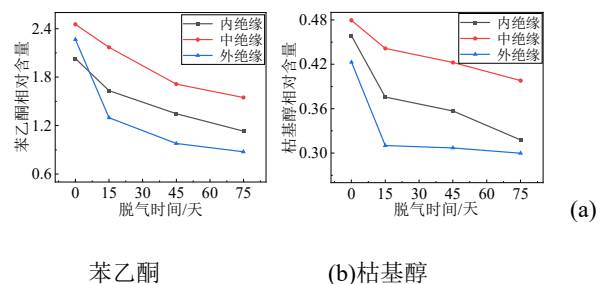 内绝缘
中绝缘
外绝缘
苯乙酮相对含量
2.4
1.8
1.2
0.6
0 15 30 45 60 75
脱气时间/天
内绝缘
中绝缘
外绝缘
枯基醇相对含量
0.48
0.42
0.36
0.30
0 15 30 45 60 75
脱气时间/天
(a)
苯乙酮 (b)枯基醇